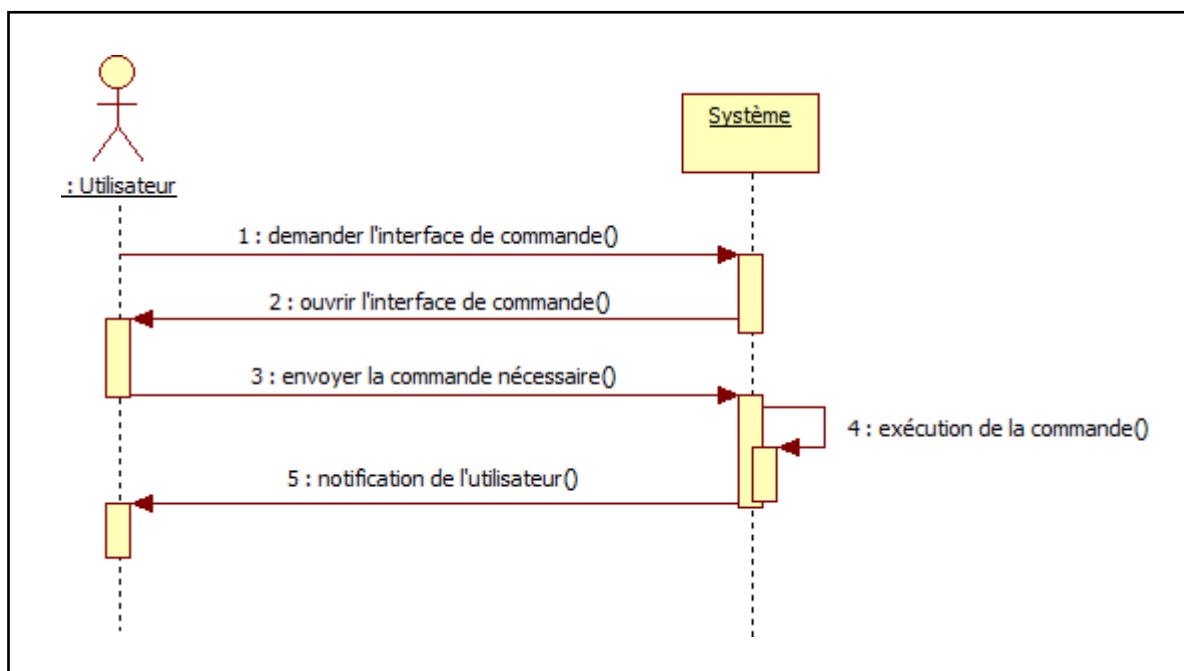 Système
: Utilisateur
1 : demander l'interface de commande()
2 : ouvrir l'interface de commande()
3 : envoyer la commande nécessaire()
4 : exécution de la commande()
5 : notification de l'utilisateur()